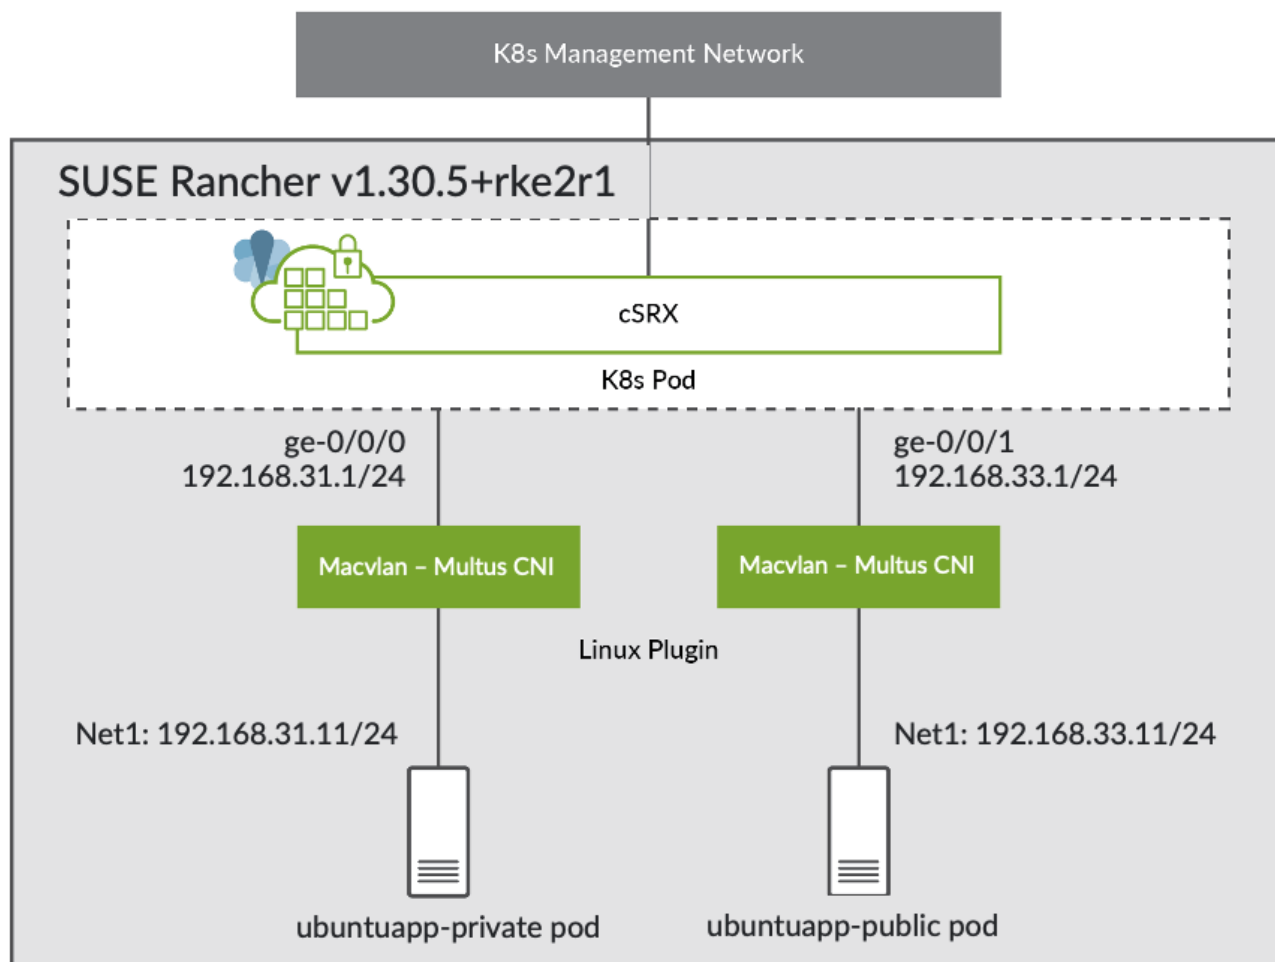 K8s Management Network
SUSE Rancher v1.30.5+rke2r1
cSRX
K8s Pod
ge-0/0/0
192.168.31.1/24
ge-0/0/1
192.168.33.1/24
Macvlan – Multus CNI
Macvlan – Multus CNI
Linux Plugin
Net1: 192.168.31.11/24
Net1: 192.168.33.11/24
ubuntuapp-private pod
ubuntuapp-public pod